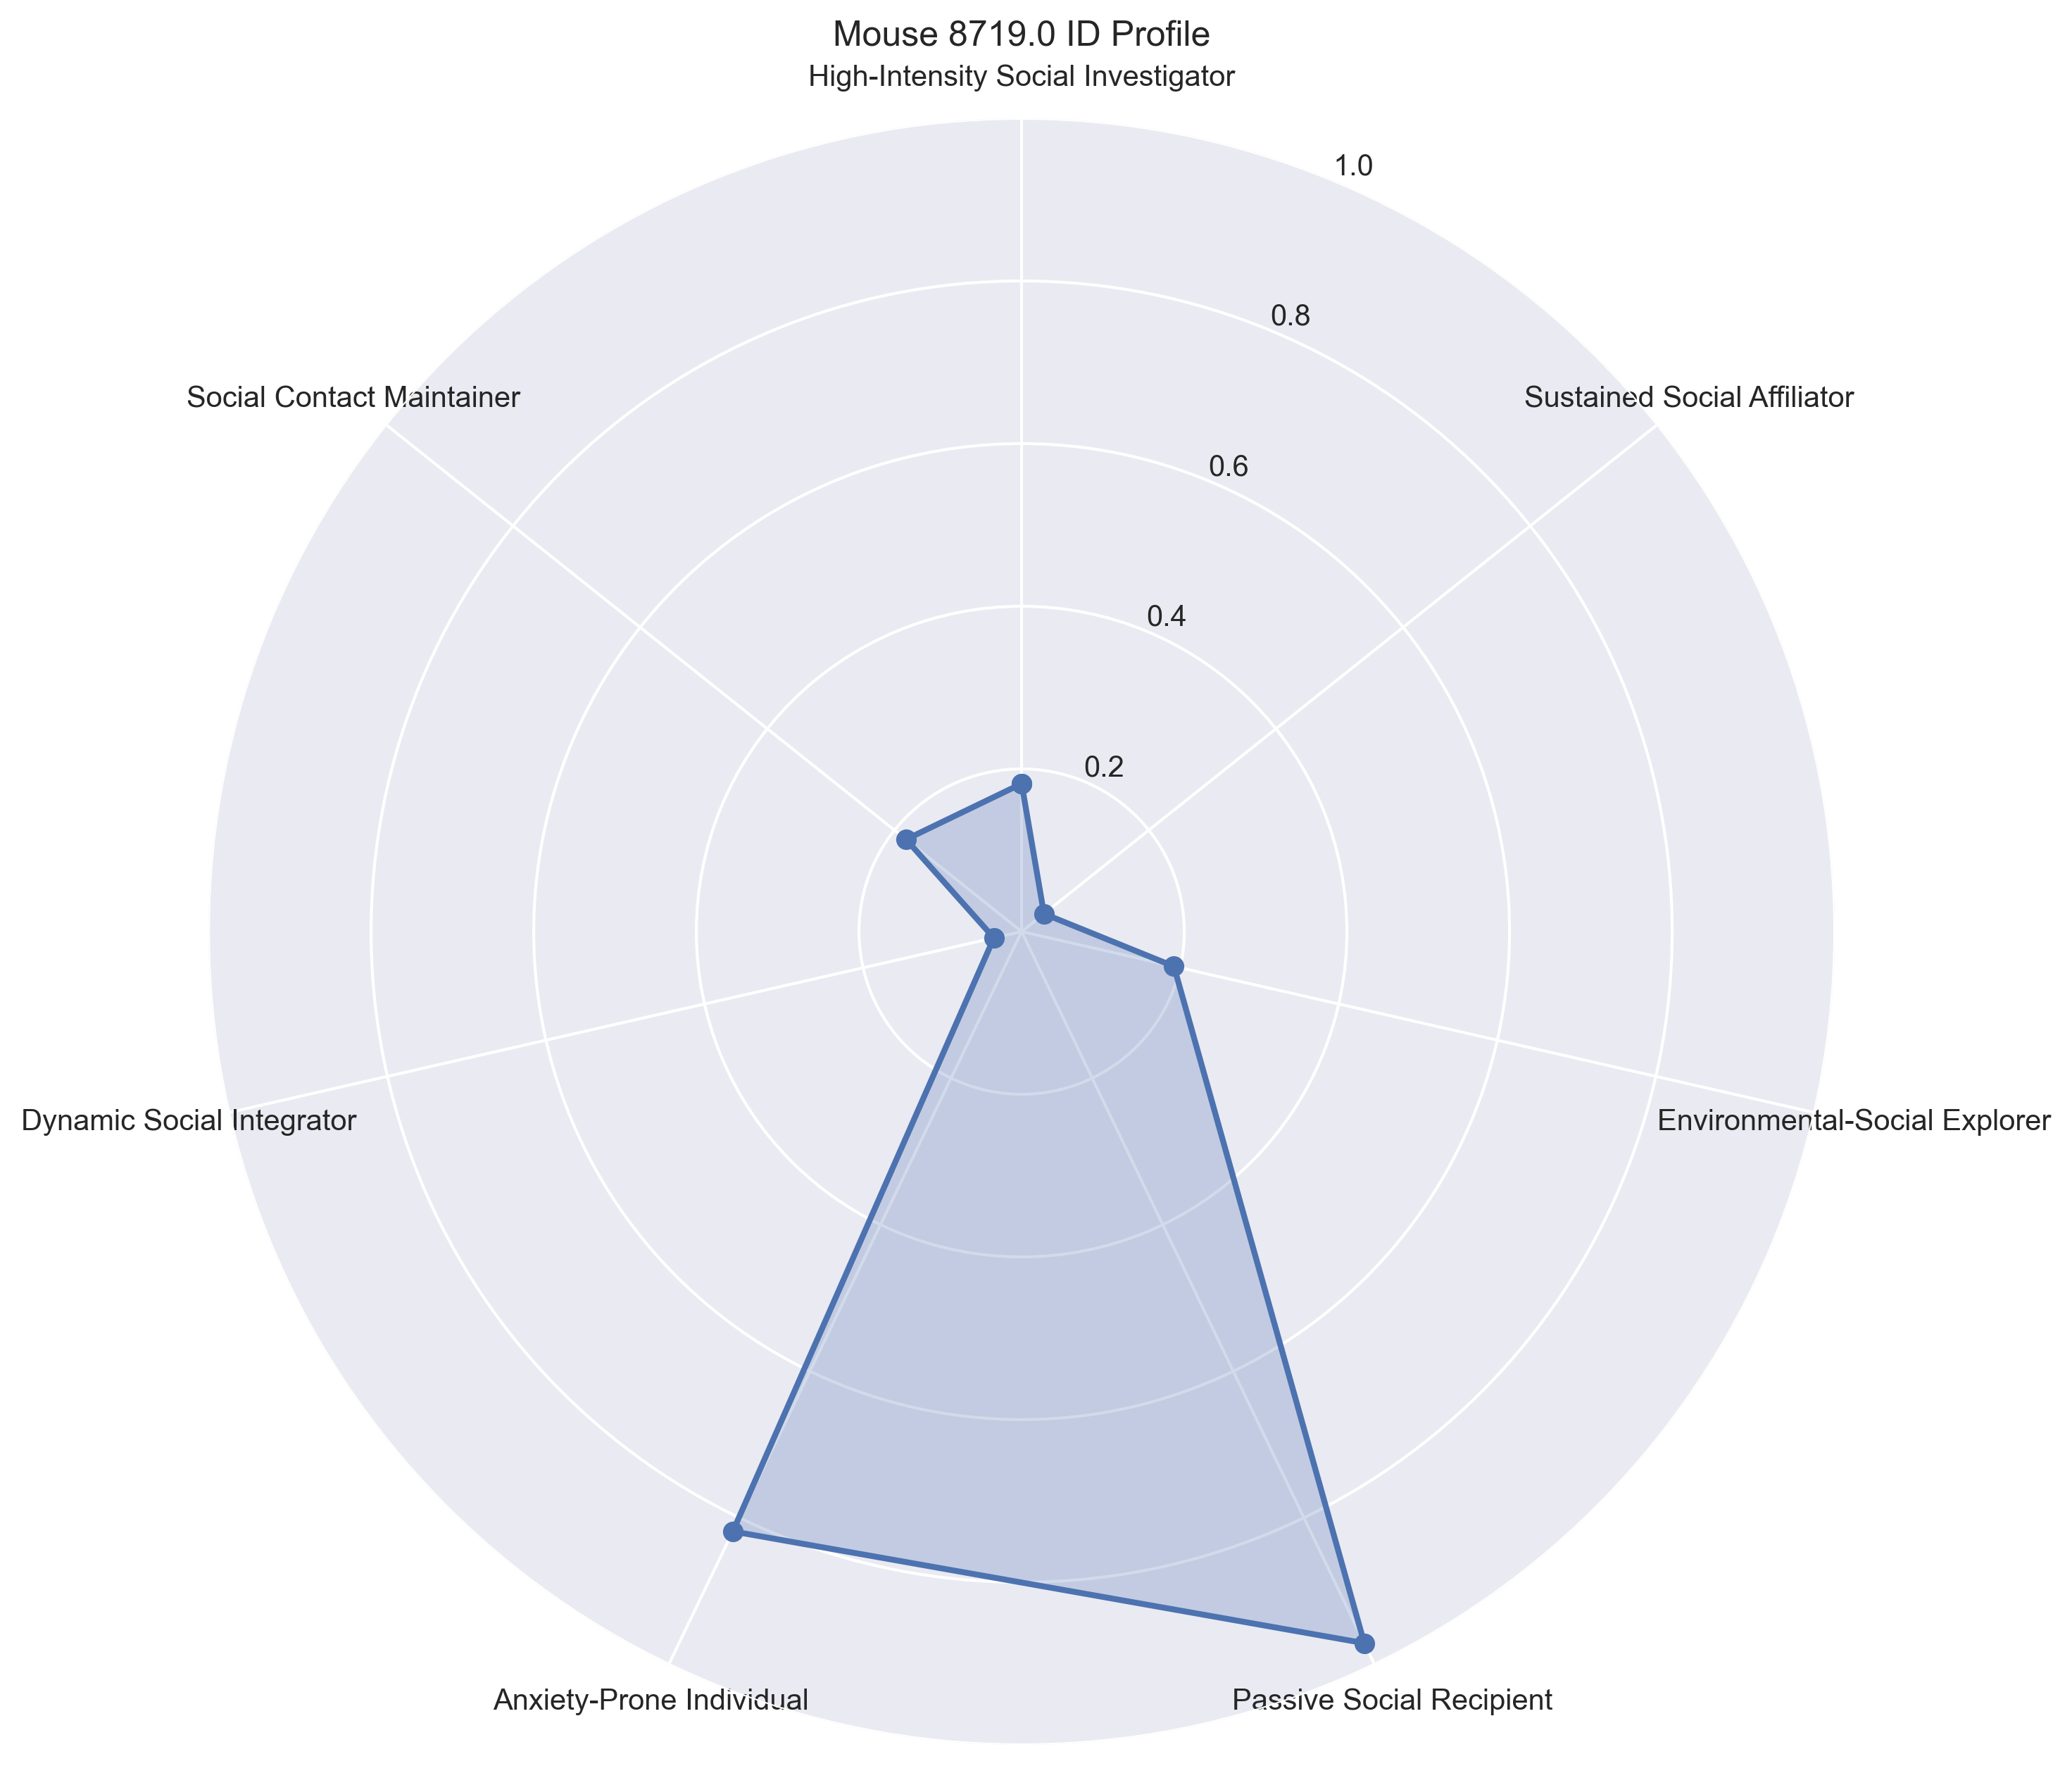 Mouse 8719.0 ID Profile
High-Intensity Social Investigator
1.0
0.8
Social Contact Maintainer
Sustained Social Affiliator
0.6
0.4
0.2
Dynamic Social Integrator
Environmental-Social Explorer
Anxiety-Prone Individual
Passive Social Recipient